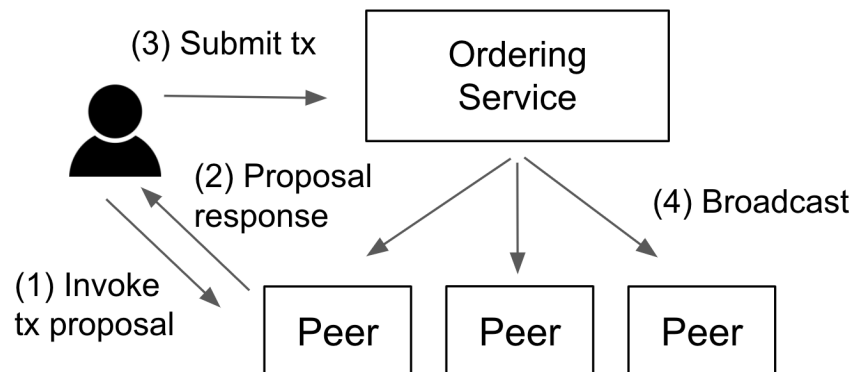 (3) Submit tx
Ordering
Service
(2) Proposal
response
(4) Broadcast
(1) Invoke
tx proposal
Peer
Peer
Peer